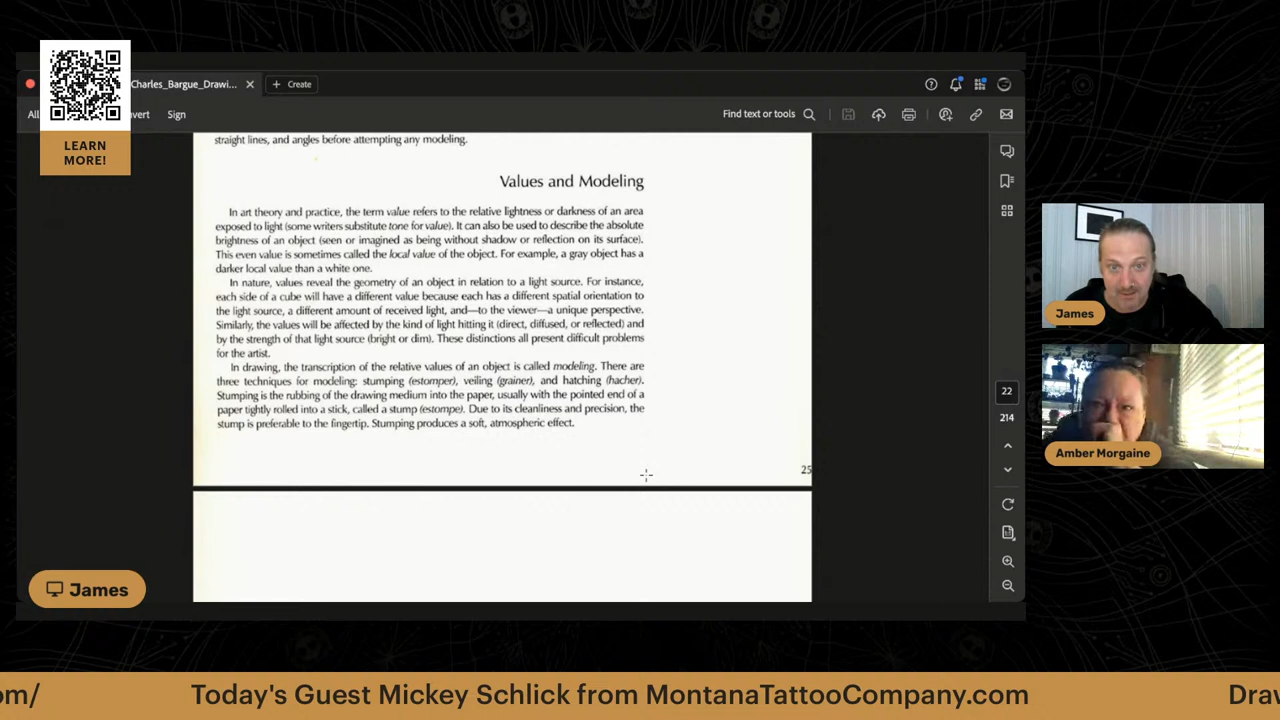 LEARN
MORE!
Charles_Bargue_Drawi...
Create
All
vert
Sign
Find text or tools
straight lines, and angles before attempting any modeling.
Values and Modeling
In art theory and practice, the term value refers to the relative lightness or darkness of an area
exposed to light (some writers substitute tone for value). It can also be used to describe the absolute
brightness of an object (seen or imagined as being without shadow or reflection on its surface).
This even value is sometimes called the local value of the object. For example, a gray object has a
darker local value than a white one.
In nature, values reveal the geometry of an object in relation to a light source. For instance,
each side of a cube will have a different value because each has a different spatial orientation to
the light source, a different amount of received light, and—to the viewer—a unique perspective.
Similarly, the values will be affected by the kind of light hitting it (direct, diffused, or reflected) and
by the strength of that light source (bright or dim). These distinctions all present difficult problems
for the artist.
In drawing, the transcription of the relative values of an object is called modeling. There are
three techniques for modeling: stumping (estomper), veiling (grainer), and hatching (hacher).
Stumping is the rubbing of the drawing medium into the paper, usually with the pointed end of a
paper tightly rolled into a stick, called a stump (estompe). Due to its cleanliness and precision, the
stump is preferable to the fingertip. Stumping produces a soft, atmospheric effect.
25
22
214
James
Amber Morgaine
James
om/
Today's Guest Mickey Schlick from MontanaTattooCompany.com
Draw